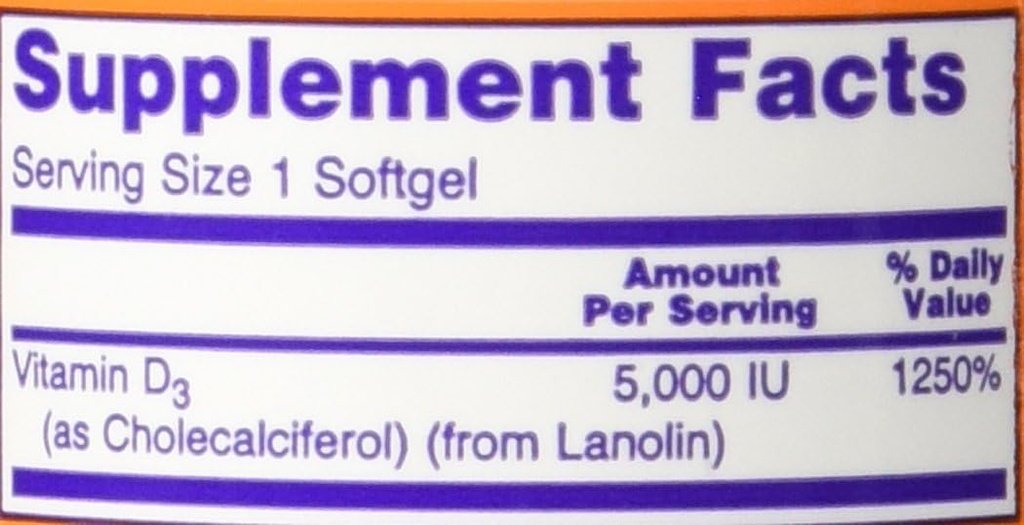 Supplement Facts
Serving Size 1 Softgel
Amount Per Serving
% Daily Value
Vitamin D3 5,000 IU 1250%
(as Cholecalciferol) (from Lanolin)